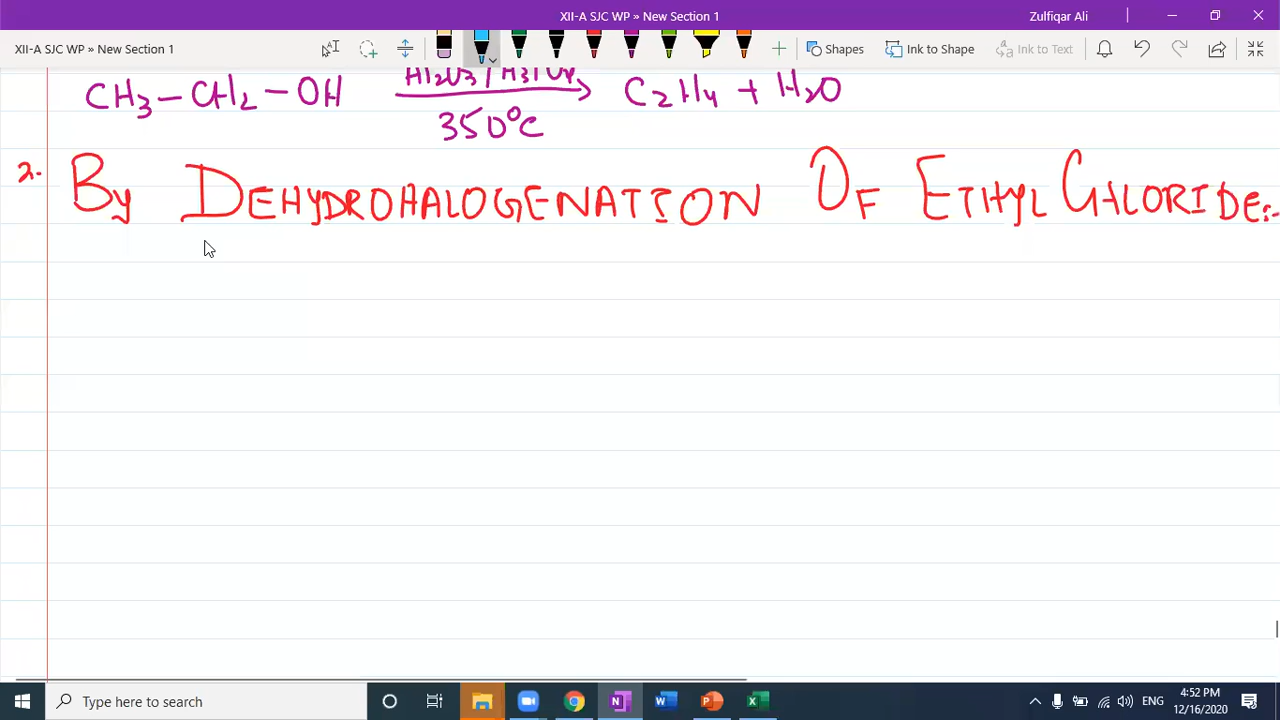 XII-A SJC WP » New Section 1
Zulfiqar Ali
XII-A SJC WP » New Section 1
Shapes
Ink to Shape
Ink to Text
CH3 – CH2 – OH Al2O3 / H3PO4 C2H4 + H2O
350°C
2. By DEHYDROHALOGENATION OF ETHYL CHLORIDE:-
Type here to search
ENG
4:52 PM
12/16/2020